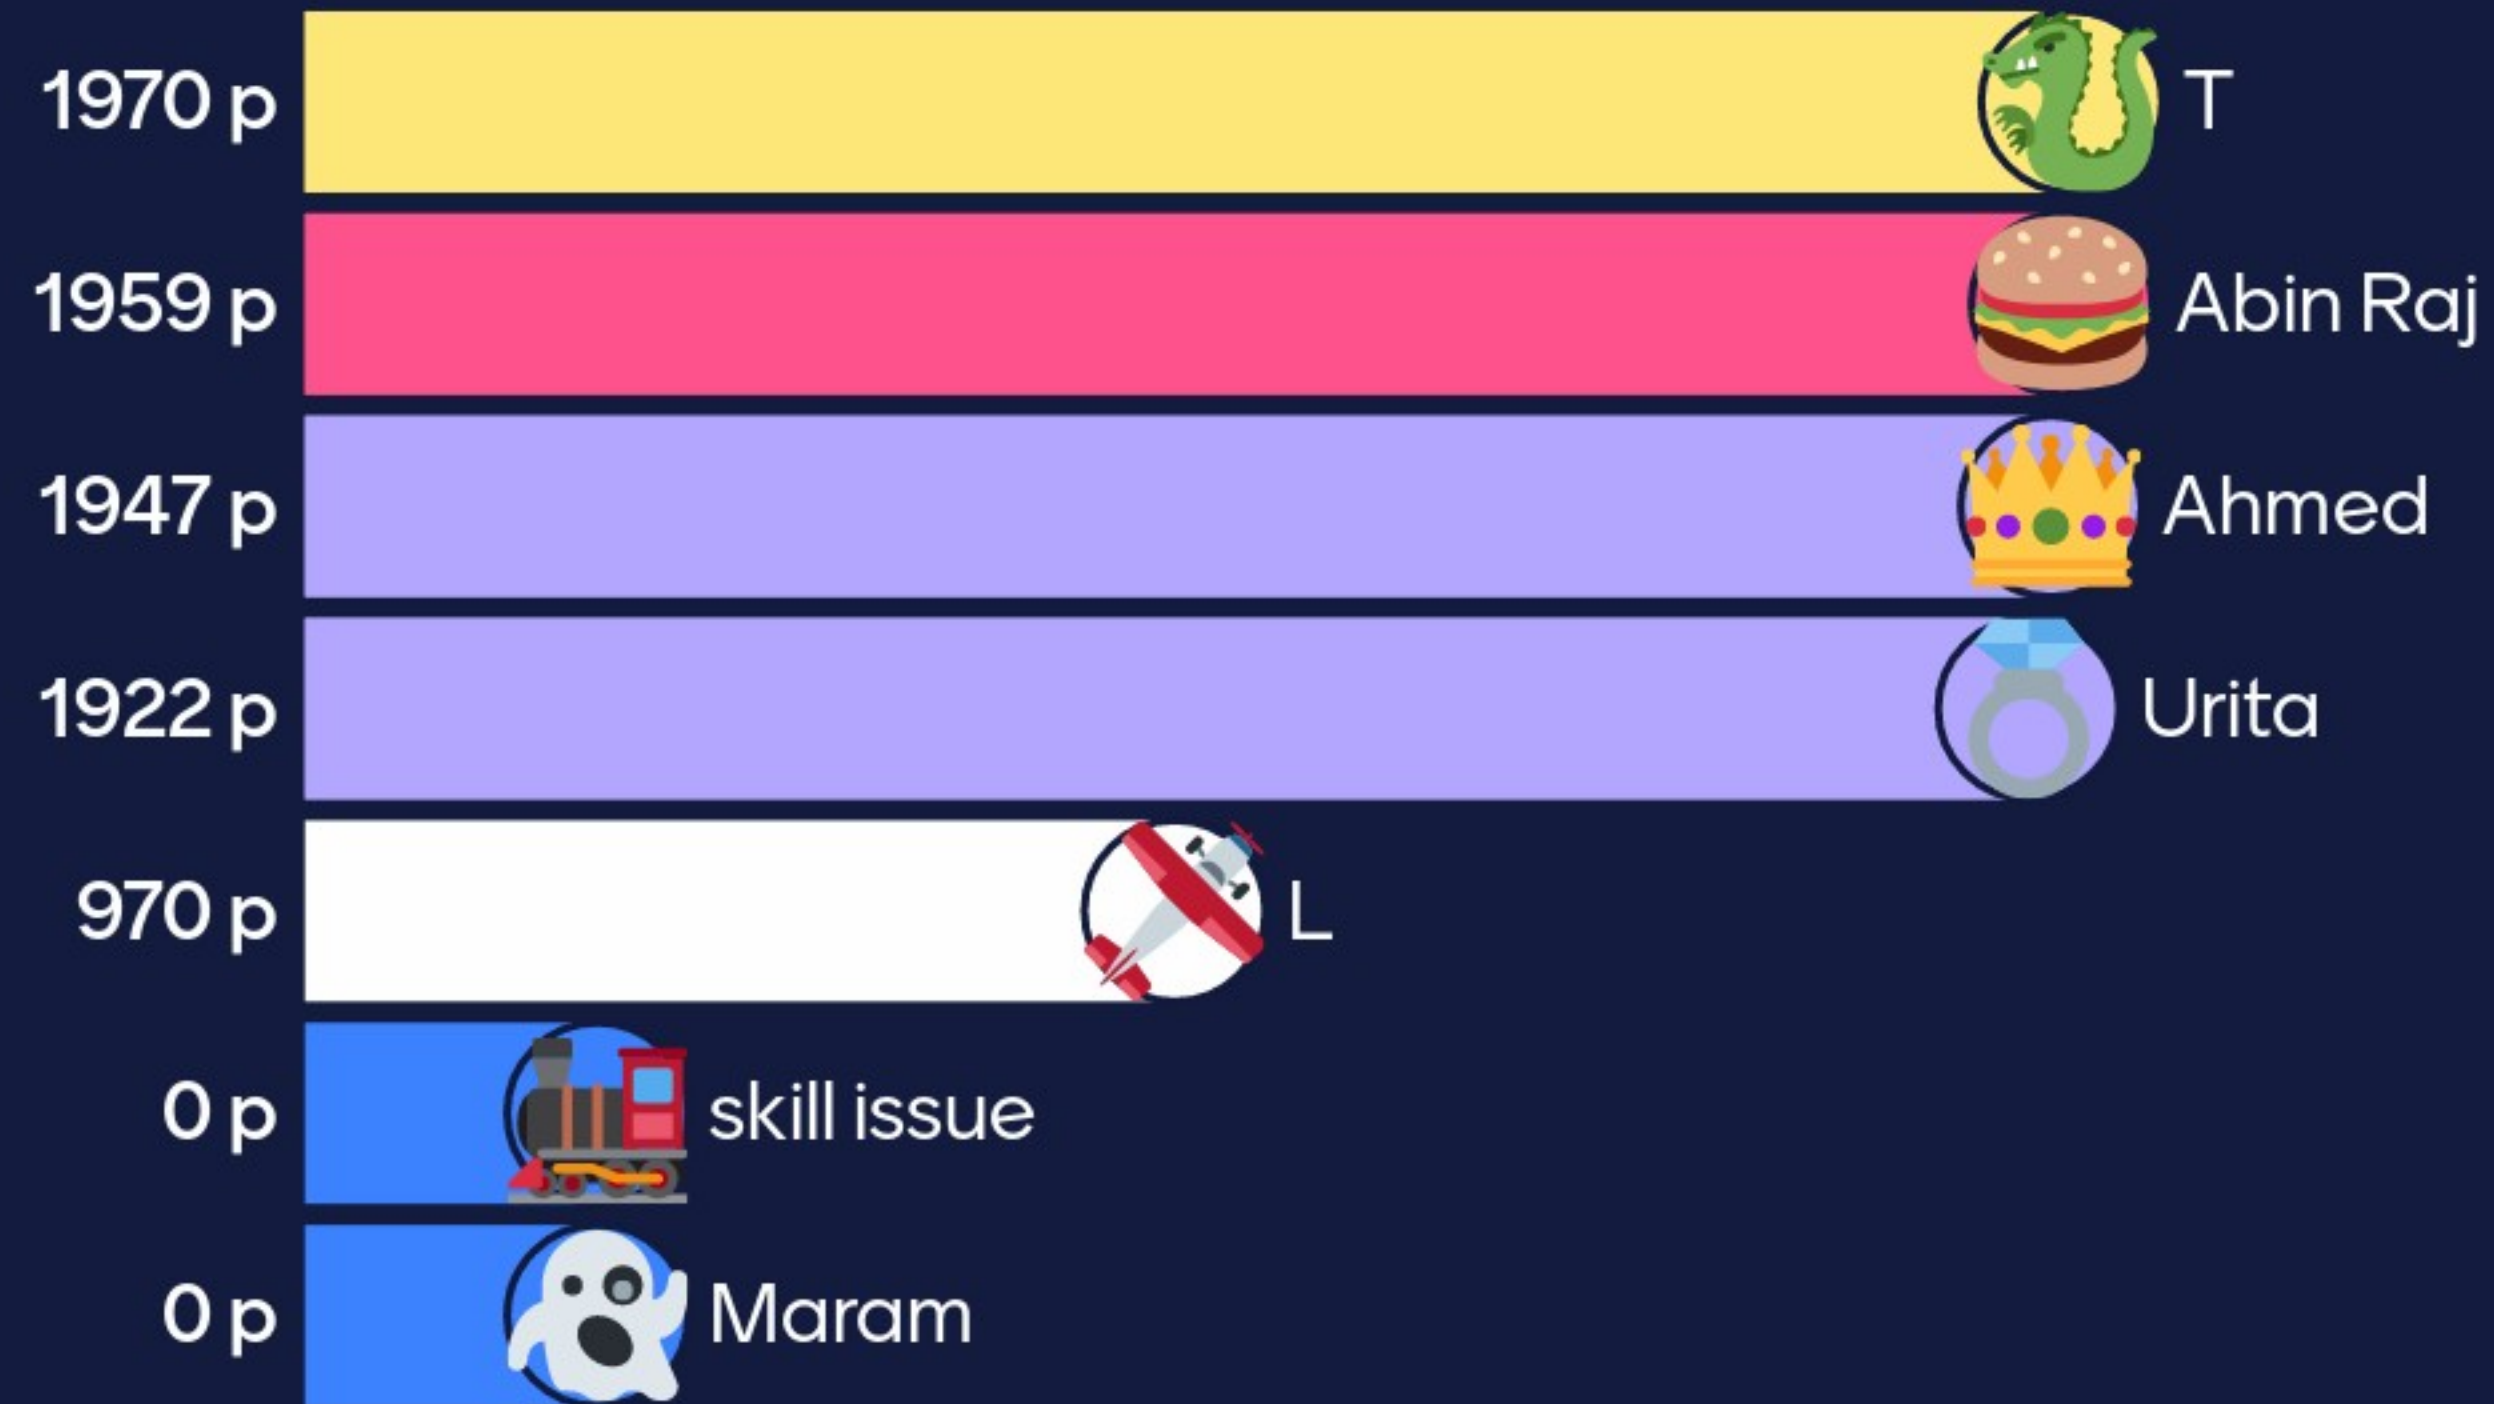 1970 p T
1959 p Abin Raj
1947 p Ahmed
1922 p Urita
970 p L
0 p skill issue
0 p Maram